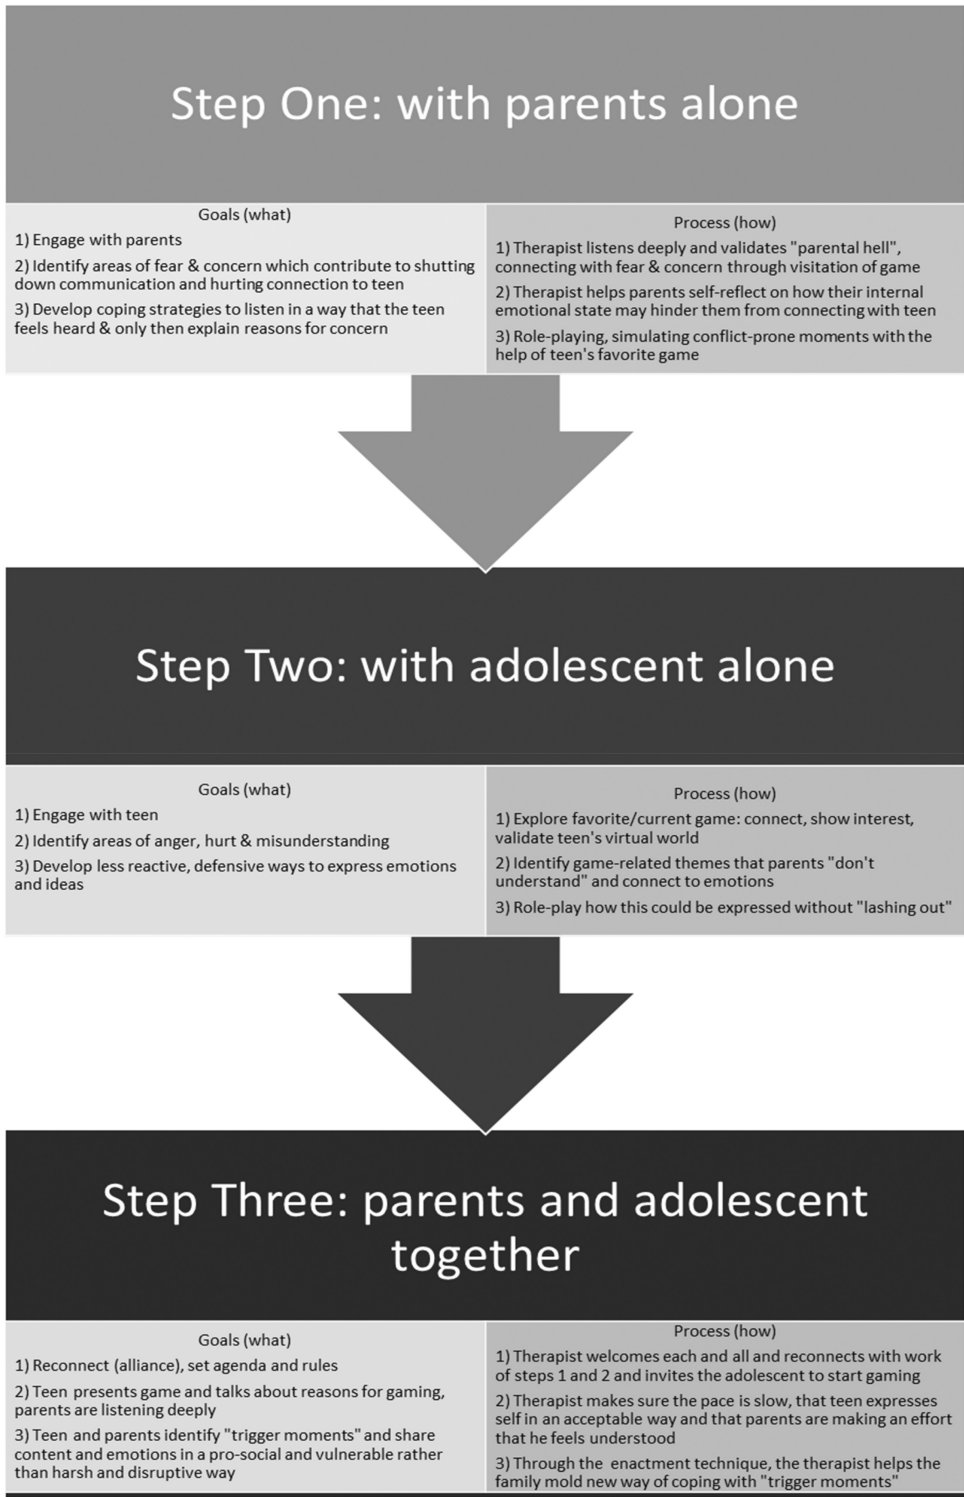 Step One: with parents alone
Goals (what)
1) Engage with parents
2) Identify areas of fear & concern which contribute to shutting
down communication and hurting connection to teen
3) Develop coping strategies to listen in a way that the teen
feels heard & only then explain reasons for concern
Process (how)
1) Therapist listens deeply and validates "parental hell",
connecting with fear & concern through visitation of game
2) Therapist helps parents self-reflect on how their internal
emotional state may hinder them from connecting with teen
3) Role-playing, simulating conflict-prone moments with the
help of teen's favorite game
Step Two: with adolescent alone
Goals (what)
1) Engage with teen
2) Identify areas of anger, hurt & misunderstanding
3) Develop less reactive, defensive ways to express emotions
and ideas
Process (how)
1) Explore favorite/current game: connect, show interest,
validate teen's virtual world
2) Identify game-related themes that parents "don't
understand" and connect to emotions
3) Role-play how this could be expressed without "lashing out"
Step Three: parents and adolescent
together
Goals (what)
1) Reconnect (alliance), set agenda and rules
2) Teen presents game and talks about reasons for gaming,
parents are listening deeply
3) Teen and parents identify "trigger moments" and share
content and emotions in a pro-social and vulnerable rather
than harsh and disruptive way
Process (how)
1) Therapist welcomes each and all and reconnects with work
of steps 1 and 2 and invites the adolescent to start gaming
2) Therapist makes sure the pace is slow, that teen expresses
self in an acceptable way and that parents are making an effort
that he feels understood
3) Through the enactment technique, the therapist helps the
family mold new way of coping with "trigger moments"